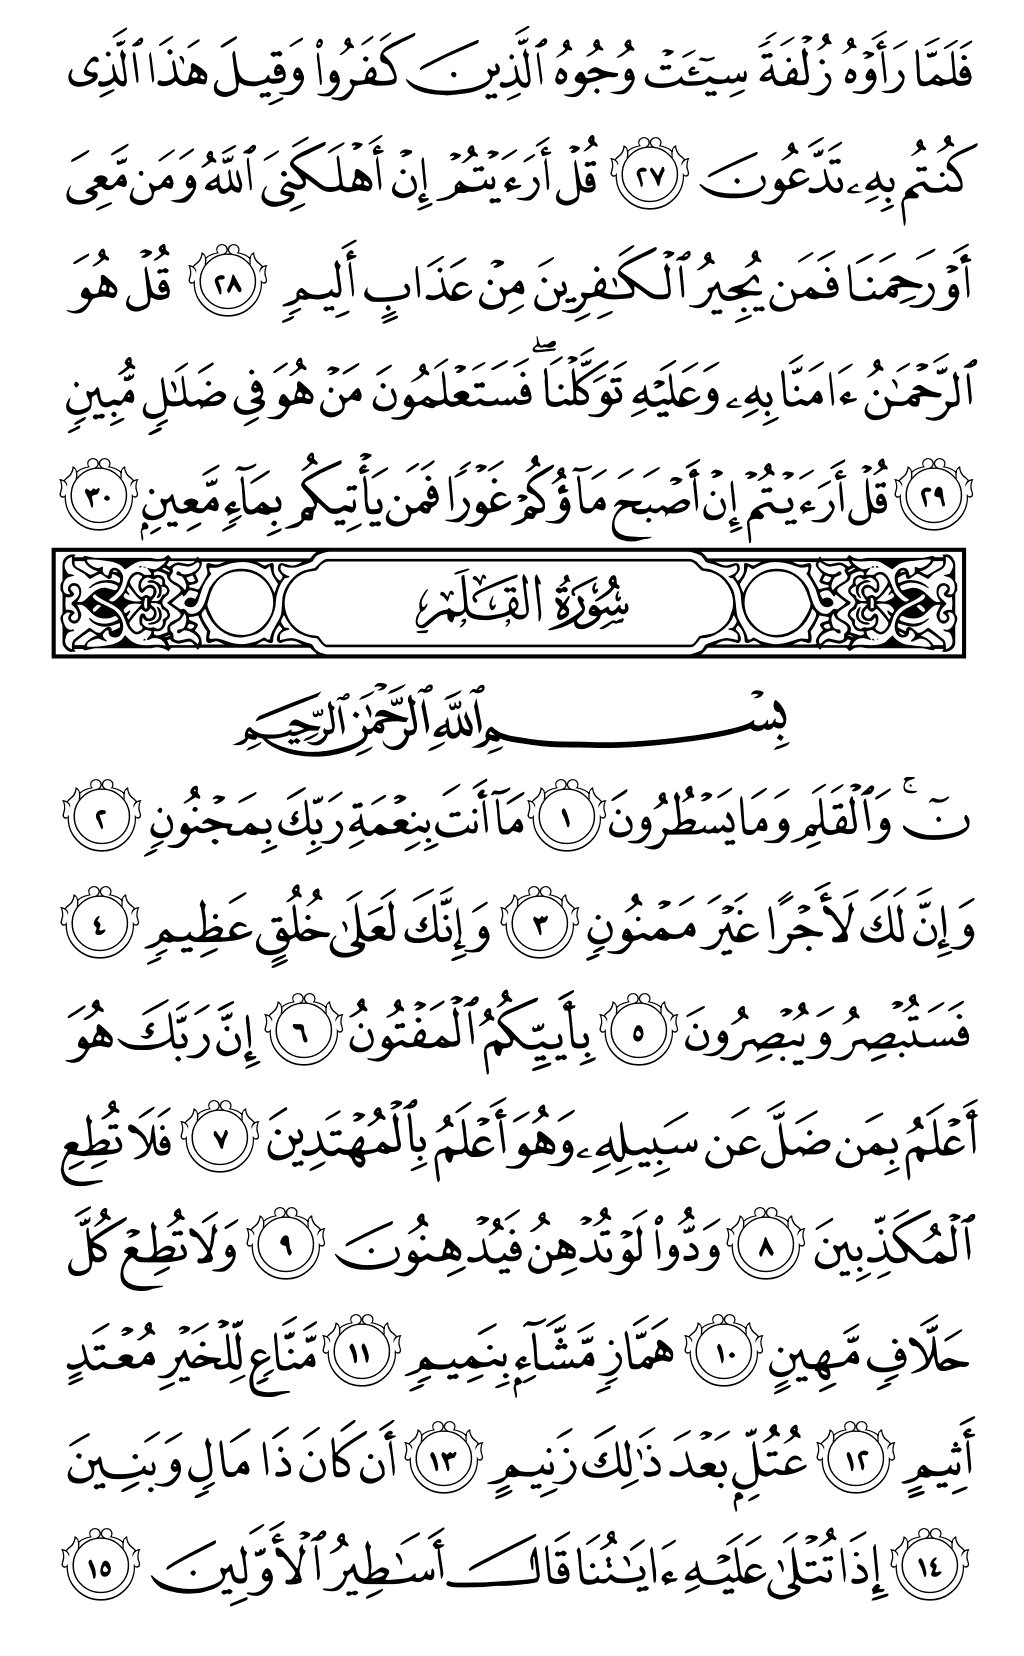 فَلَمَّا رَأَوْهُ زُلْفَةً سِيٓـَٔتْ وُجُوهُ ٱلَّذِينَ كَفَرُوا۟ وَقِيلَ هَٰذَا ٱلَّذِى
كُنتُم بِهِۦ تَدَّعُونَ ٢٧ قُلْ أَرَءَيْتُمْ إِنْ أَهْلَكَنِىَ ٱللَّهُ وَمَن مَّعِىَ
أَوْ رَحِمَنَا فَمَن يُجِيرُ ٱلْكَٰفِرِينَ مِنْ عَذَابٍ أَلِيمٍ ٢٨ قُلْ هُوَ
ٱلرَّحْمَٰنُ ءَامَنَّا بِهِۦ وَعَلَيْهِ تَوَكَّلْنَا ۖ فَسَتَعْلَمُونَ مَنْ هُوَ فِى ضَلَٰلٍ مُّبِينٍ
٢٩ قُلْ أَرَءَيْتُمْ إِنْ أَصْبَحَ مَآؤُكُمْ غَوْرًا فَمَن يَأْتِيكُم بِمَآءٍ مَّعِينٍۭ ٣٠
سُورَةُ القَلَمِ
بِسْمِ ٱللَّهِ ٱلرَّحْمَٰنِ ٱلرَّحِيمِ
نٓ ۚ وَٱلْقَلَمِ وَمَا يَسْطُرُونَ ١ مَآ أَنتَ بِنِعْمَةِ رَبِّكَ بِمَجْنُونٍ ٢
وَإِنَّ لَكَ لَأَجْرًا غَيْرَ مَمْنُونٍ ٣ وَإِنَّكَ لَعَلَىٰ خُلُقٍ عَظِيمٍ ٤
فَسَتُبْصِرُ وَيُبْصِرُونَ ٥ بِأَييِّكُمُ ٱلْمَفْتُونُ ٦ إِنَّ رَبَّكَ هُوَ
أَعْلَمُ بِمَن ضَلَّ عَن سَبِيلِهِۦ وَهُوَ أَعْلَمُ بِٱلْمُهْتَدِينَ ٧ فَلَا تُطِعِ
ٱلْمُكَذِّبِينَ ٨ وَدُّوا۟ لَوْ تُدْهِنُ فَيُدْهِنُونَ ٩ وَلَا تُطِعْ كُلَّ
حَلَّافٍ مَّهِينٍ ١٠ هَمَّازٍ مَّشَّآءٍۭ بِنَمِيمٍ ١١ مَّنَّاعٍ لِّلْخَيْرِ مُعْتَدٍ
أَثِيمٍ ١٢ عُتُلٍّۭ بَعْدَ ذَٰلِكَ زَنِيمٍ ١٣ أَن كَانَ ذَا مَالٍ وَبَنِينَ
١٤ إِذَا تُتْلَىٰ عَلَيْهِ ءَايَٰتُنَا قَالَ أَسَٰطِيرُ ٱلْأَوَّلِينَ ١٥